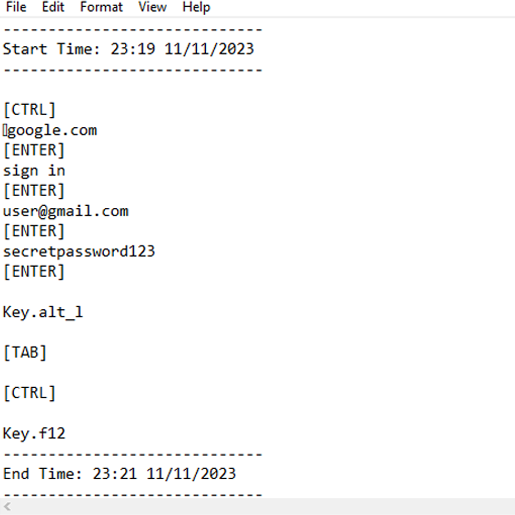 File Edit Format View Help
-----------------------------
Start Time: 23:19 11/11/2023
-----------------------------
[CTRL]
google.com
[ENTER]
sign in
[ENTER]
user@gmail.com
[ENTER]
secretpassword123
[ENTER]
Key.alt_l
[TAB]
[CTRL]
Key.f12
-----------------------------
End Time: 23:21 11/11/2023
-----------------------------